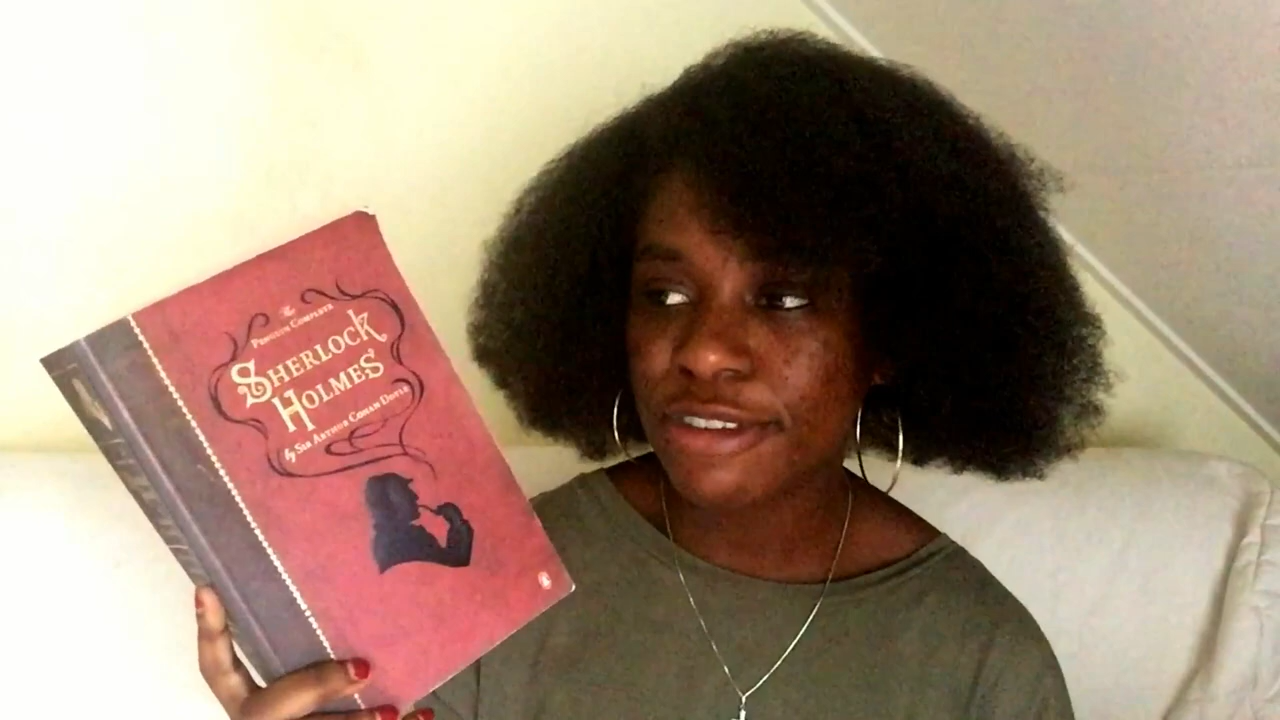 The
Penguin Complete
Sherlock
Holmes
by Sir Arthur Conan Doyle